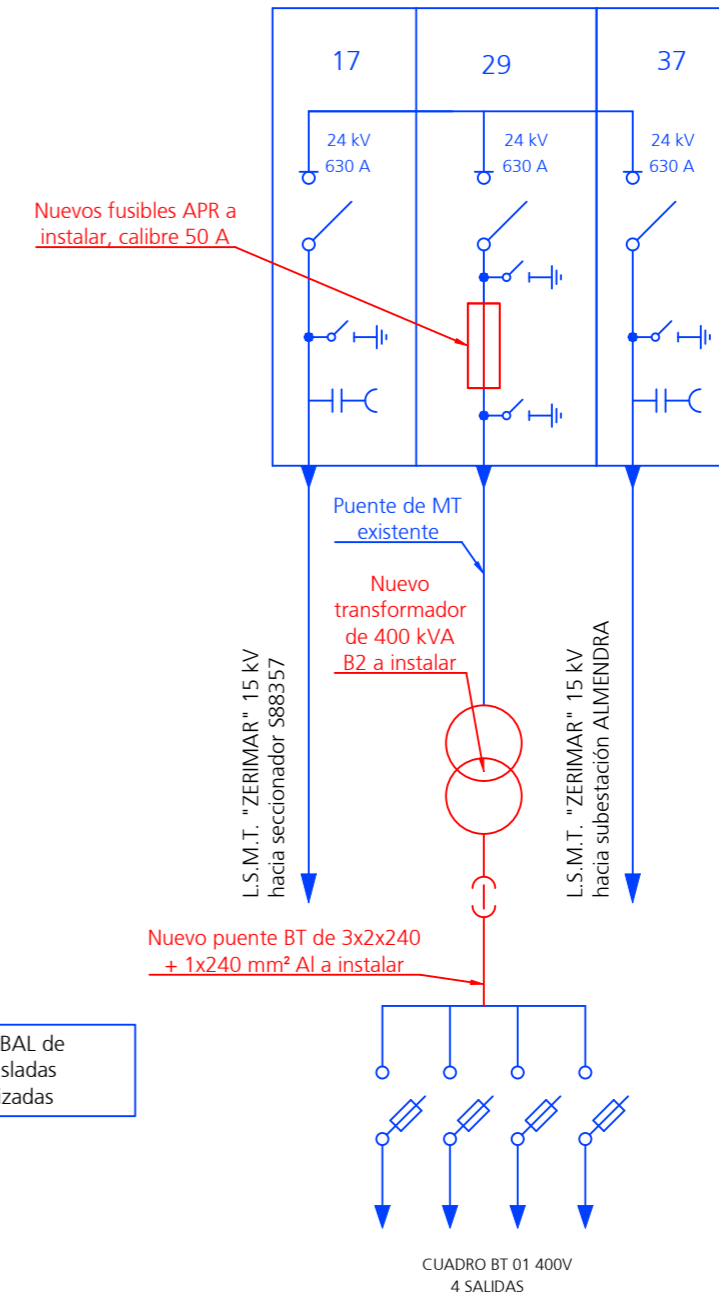 17
29
37
24 kV
630 A
24 kV
630 A
24 kV
630 A
Nuevos fusibles APR a
instalar, calibre 50 A
Puente de MT
existente
Nuevo
transformador
de 400 kVA
B2 a instalar
L.S.M.T. "ZERIMAR" 15 kV
hacia seccionador S88357
L.S.M.T. "ZERIMAR" 15 kV
hacia subestación ALMENDRA
Nuevo puente BT de 3x2x240
+ 1x240 mm² Al a instalar
BAL de
sladas
izadas
CUADRO BT 01 400V
4 SALIDAS